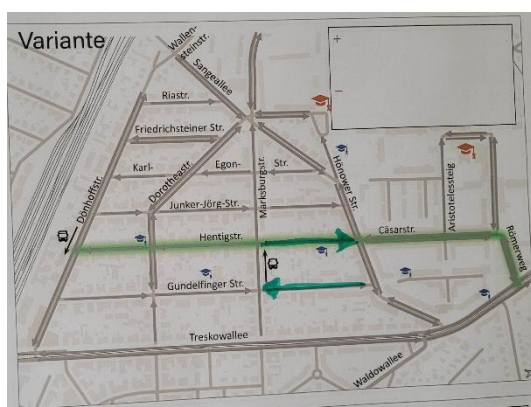 Variante
Wallen-
steinstr.
Sangeallee
Riastr.
Friedrichsteiner Str.
Karl-
Egon-
Str.
Dönhoffstr.
Dorotheastr.
Marksburgstr.
Hönower Str.
Junker-Jörg-Str.
Aristotelessteig
Hentigstr.
Cäsarstr.
Römerweg
Gundelfinger Str.
Treskowallee
Waldowallee